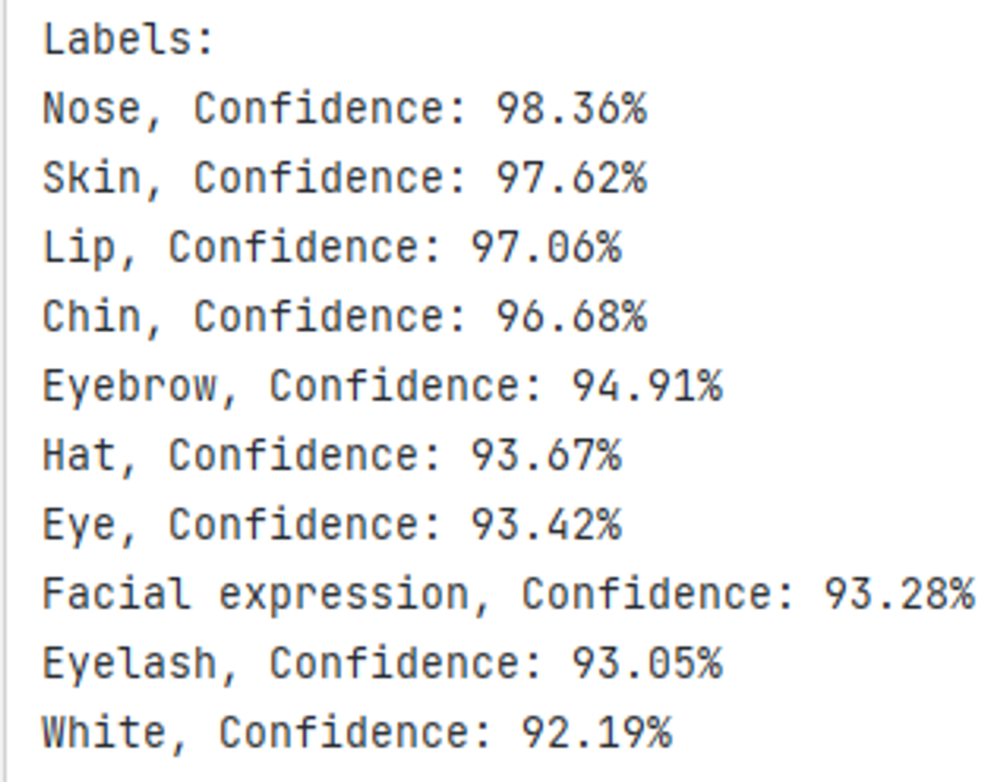 Labels:
Nose, Confidence: 98.36%
Skin, Confidence: 97.62%
Lip, Confidence: 97.06%
Chin, Confidence: 96.68%
Eyebrow, Confidence: 94.91%
Hat, Confidence: 93.67%
Eye, Confidence: 93.42%
Facial expression, Confidence: 93.28%
Eyelash, Confidence: 93.05%
White, Confidence: 92.19%